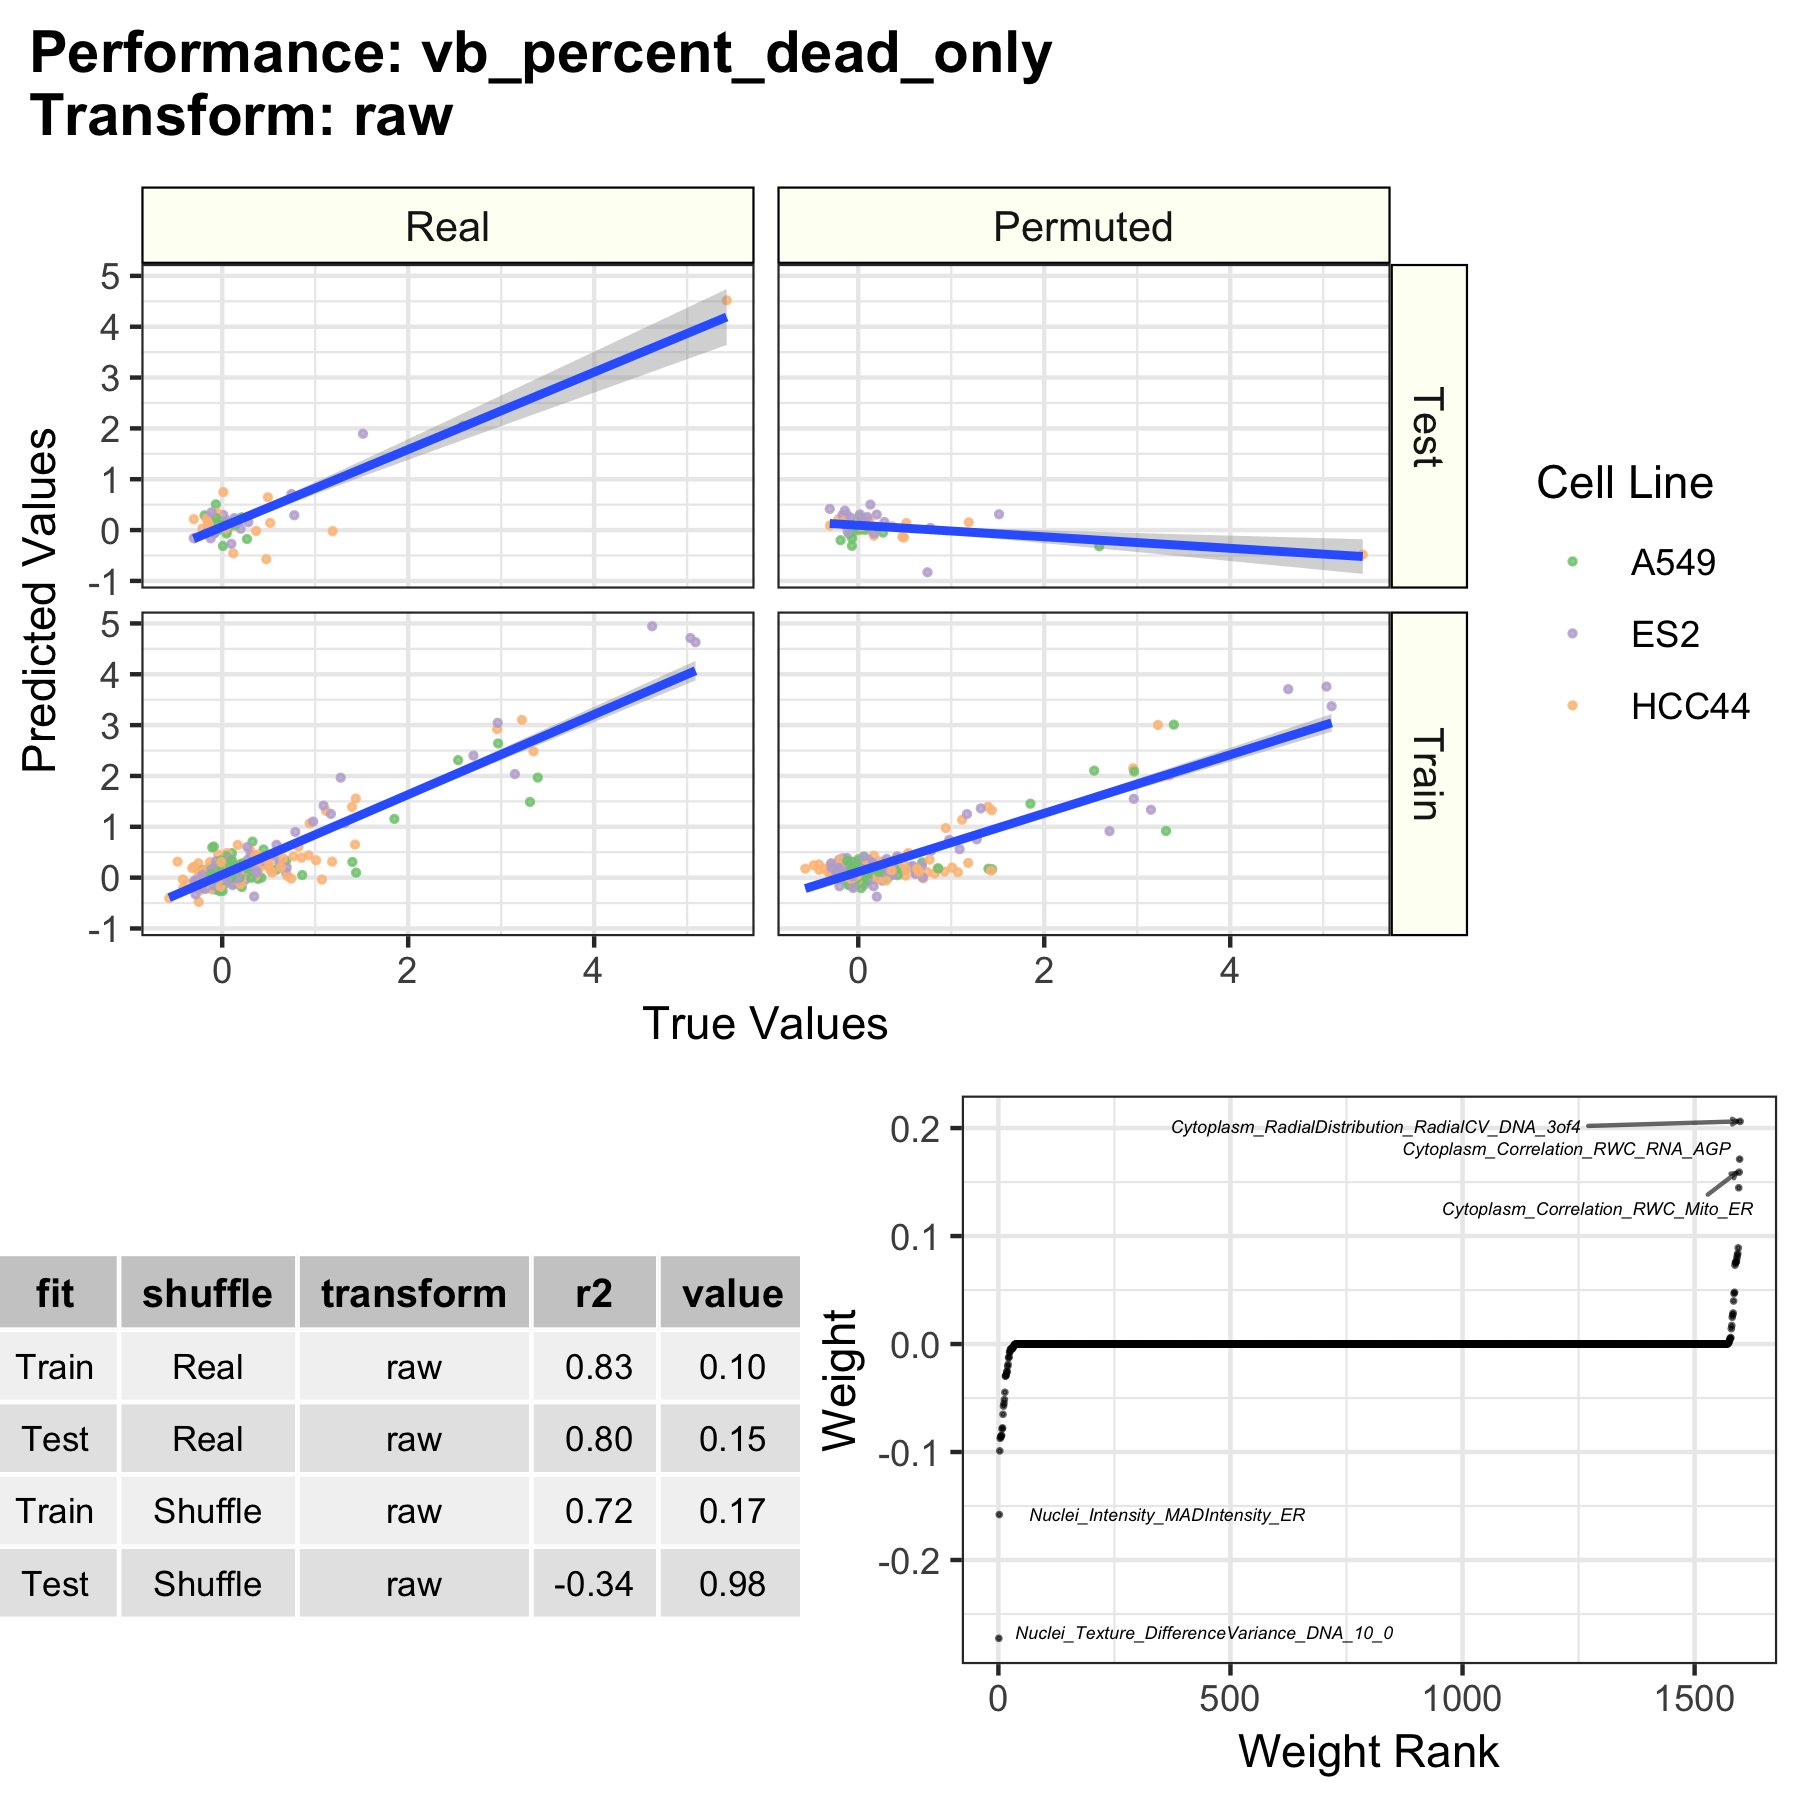 Performance: vb_percent_dead_only
Transform: raw
Real
Permuted
5
4
3
2
1
0
-1
Test
5
4
3
2
1
0
-1
Train
Predicted Values
0
2
4
0
2
4
True Values
Cell Line
A549
ES2
HCC44
fit shuffle transform r2 value
Train Real raw 0.83 0.10
Test Real raw 0.80 0.15
Train Shuffle raw 0.72 0.17
Test Shuffle raw -0.34 0.98
Weight
0.2
0.1
0.0
-0.1
-0.2
Cytoplasm_RadialDistribution_RadialCV_DNA_3of4
Cytoplasm_Correlation_RWC_RNA_AGP
Cytoplasm_Correlation_RWC_Mito_ER
Nuclei_Intensity_MADIntensity_ER
Nuclei_Texture_DifferenceVariance_DNA_10_0
0
500
1000
1500
Weight Rank